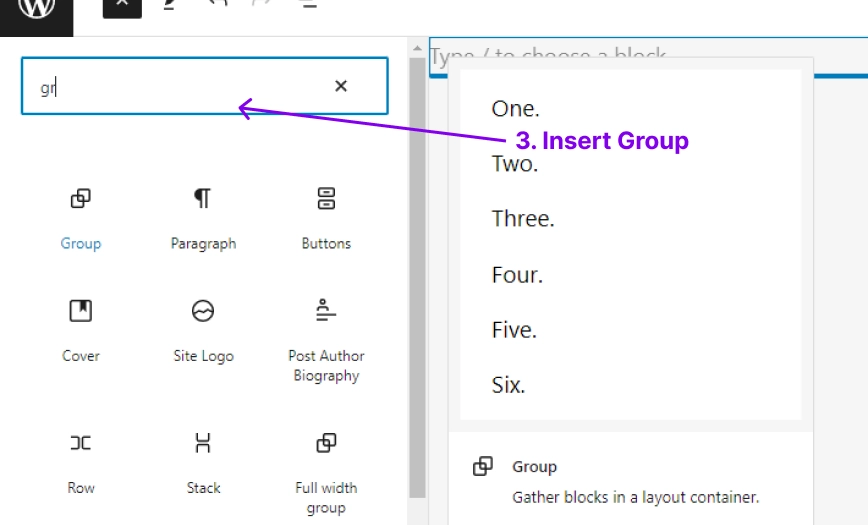 Type / to choose a block
gr
One.
3. Insert Group
Two.
Three.
Four.
Five.
Six.
Group
Paragraph
Buttons
Cover
Site Logo
Post Author
Biography
Row
Stack
Full width
group
Group
Gather blocks in a layout container.